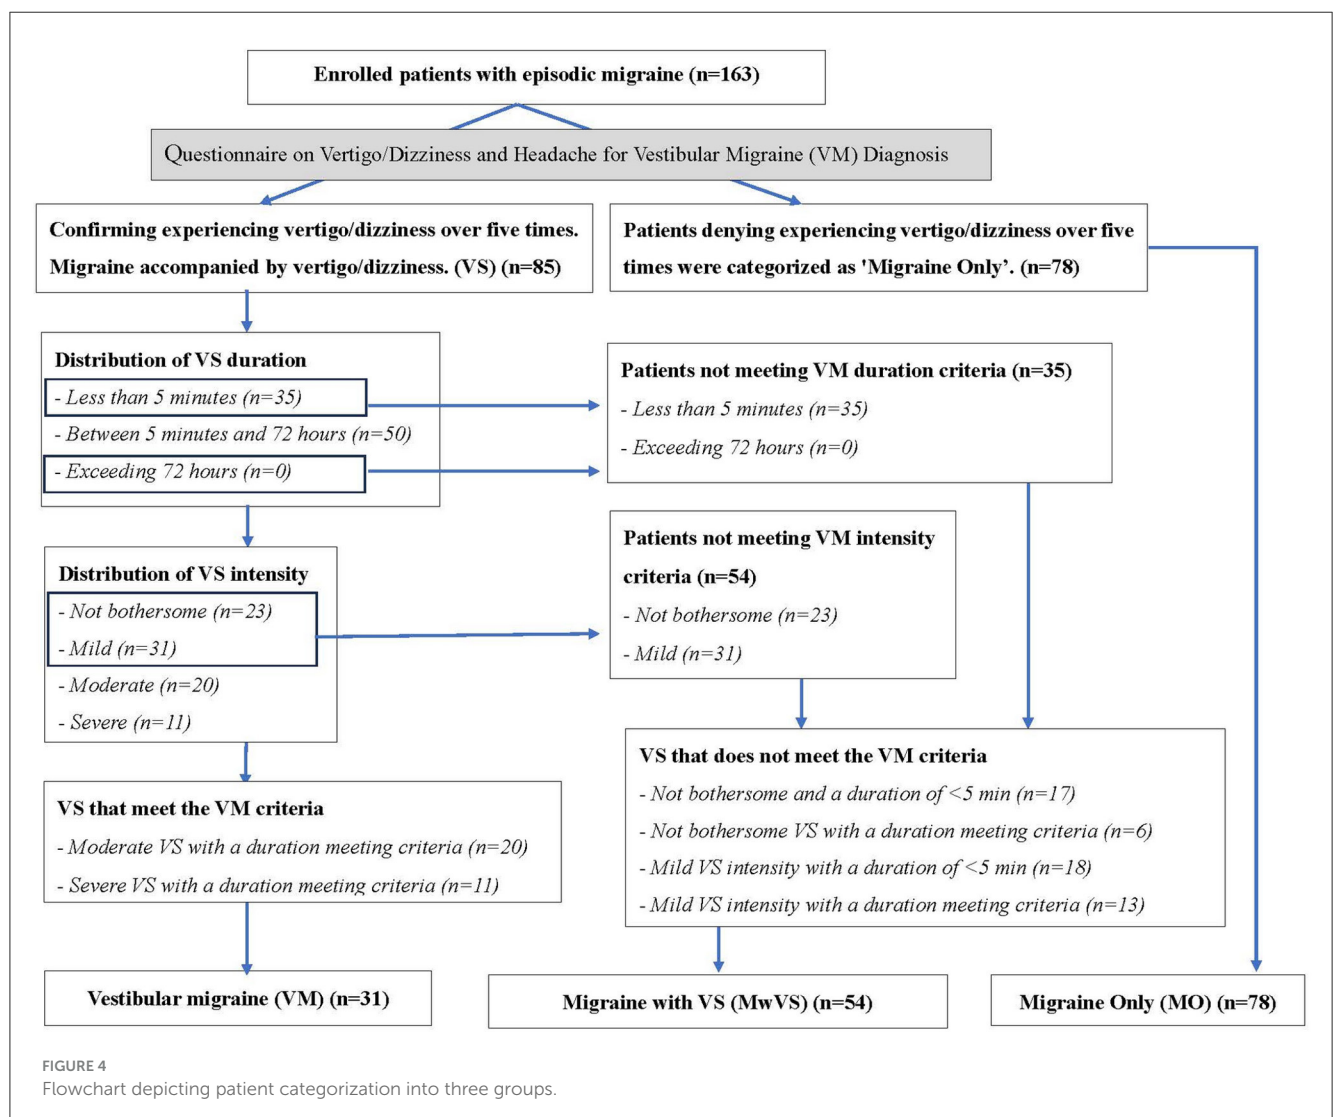 Enrolled patients with episodic migraine (n=163)
Questionnaire on Vertigo/Dizziness and Headache for Vestibular Migraine (VM) Diagnosis
Confirming experiencing vertigo/dizziness over five times.
Migraine accompanied by vertigo/dizziness. (VS) (n=85)
Patients denying experiencing vertigo/dizziness over five
times were categorized as 'Migraine Only’. (n=78)
Distribution of VS duration
- Less than 5 minutes (n=35)
- Between 5 minutes and 72 hours (n=50)
- Exceeding 72 hours (n=0)
Patients not meeting VM duration criteria (n=35)
- Less than 5 minutes (n=35)
- Exceeding 72 hours (n=0)
Distribution of VS intensity
- Not bothersome (n=23)
- Mild (n=31)
- Moderate (n=20)
- Severe (n=11)
Patients not meeting VM intensity
criteria (n=54)
- Not bothersome (n=23)
- Mild (n=31)
VS that meet the VM criteria
- Moderate VS with a duration meeting criteria (n=20)
- Severe VS with a duration meeting criteria (n=11)
VS that does not meet the VM criteria
- Not bothersome and a duration of <5 min (n=17)
- Not bothersome VS with a duration meeting criteria (n=6)
- Mild VS intensity with a duration of <5 min (n=18)
- Mild VS intensity with a duration meeting criteria (n=13)
Vestibular migraine (VM) (n=31)
Migraine with VS (MwVS) (n=54)
Migraine Only (MO) (n=78)
FIGURE 4
Flowchart depicting patient categorization into three groups.